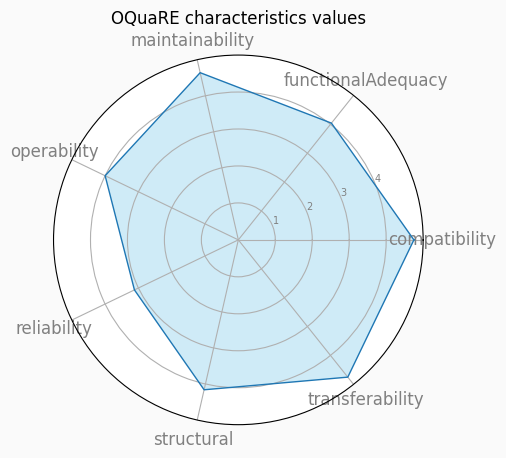 OQuaRE characteristics values
maintainability
functionalAdequacy
operability
4
3
2
1
compatibility
reliability
transferability
structural